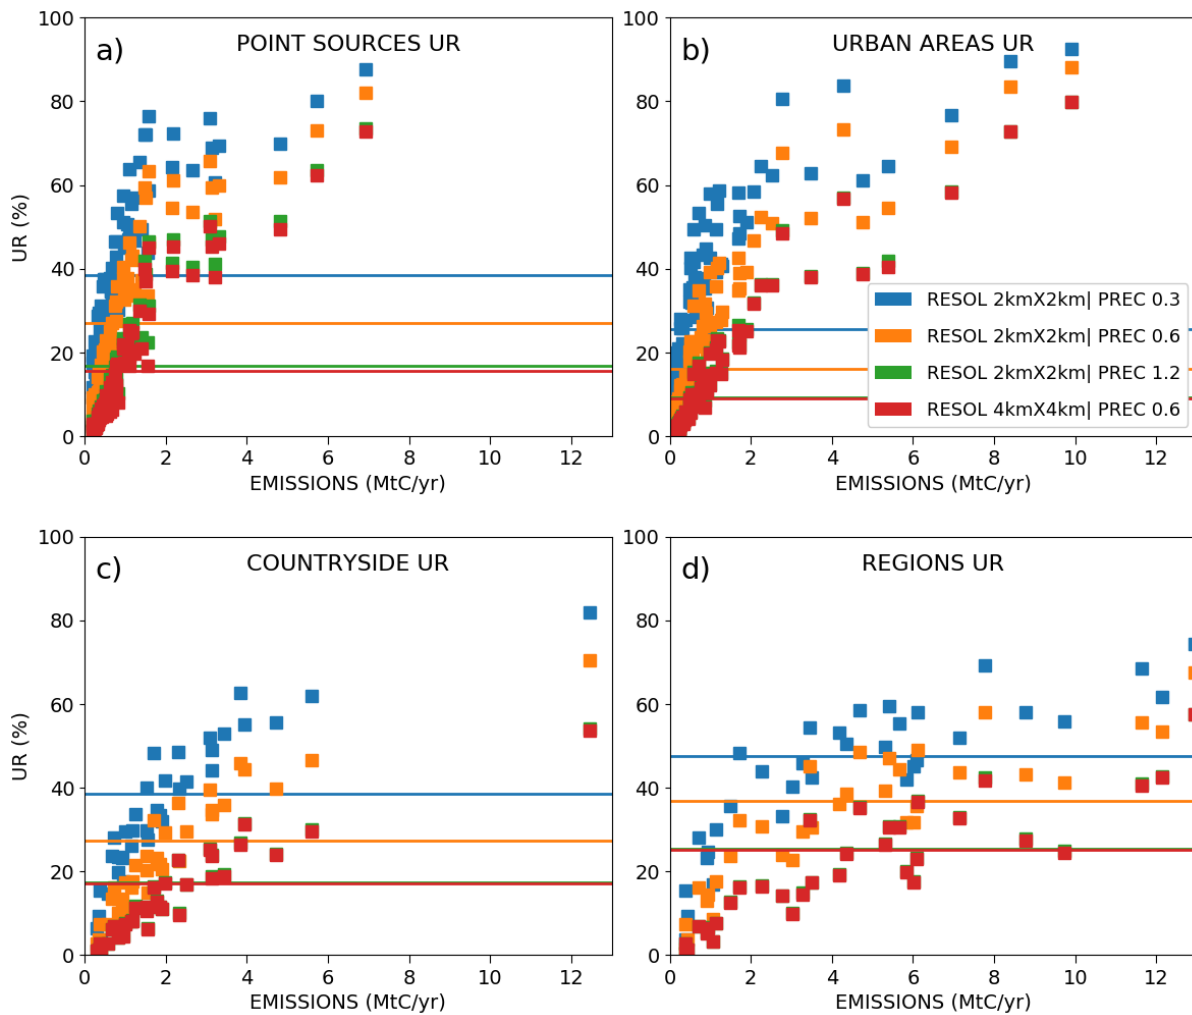 a) POINT SOURCES UR
100
80
60
40
20
0
UR (%)
0 2 4 6 8 10 12
EMISSIONS (MtC/yr)
b) URBAN AREAS UR
100
80
60
40
20
0
RESOL 2kmX2km| PREC 0.3
RESOL 2kmX2km| PREC 0.6
RESOL 2kmX2km| PREC 1.2
RESOL 4kmX4km| PREC 0.6
0 2 4 6 8 10 12
EMISSIONS (MtC/yr)
c) COUNTRYSIDE UR
100
80
60
40
20
0
UR (%)
0 2 4 6 8 10 12
EMISSIONS (MtC/yr)
d) REGIONS UR
100
80
60
40
20
0
0 2 4 6 8 10 12
EMISSIONS (MtC/yr)